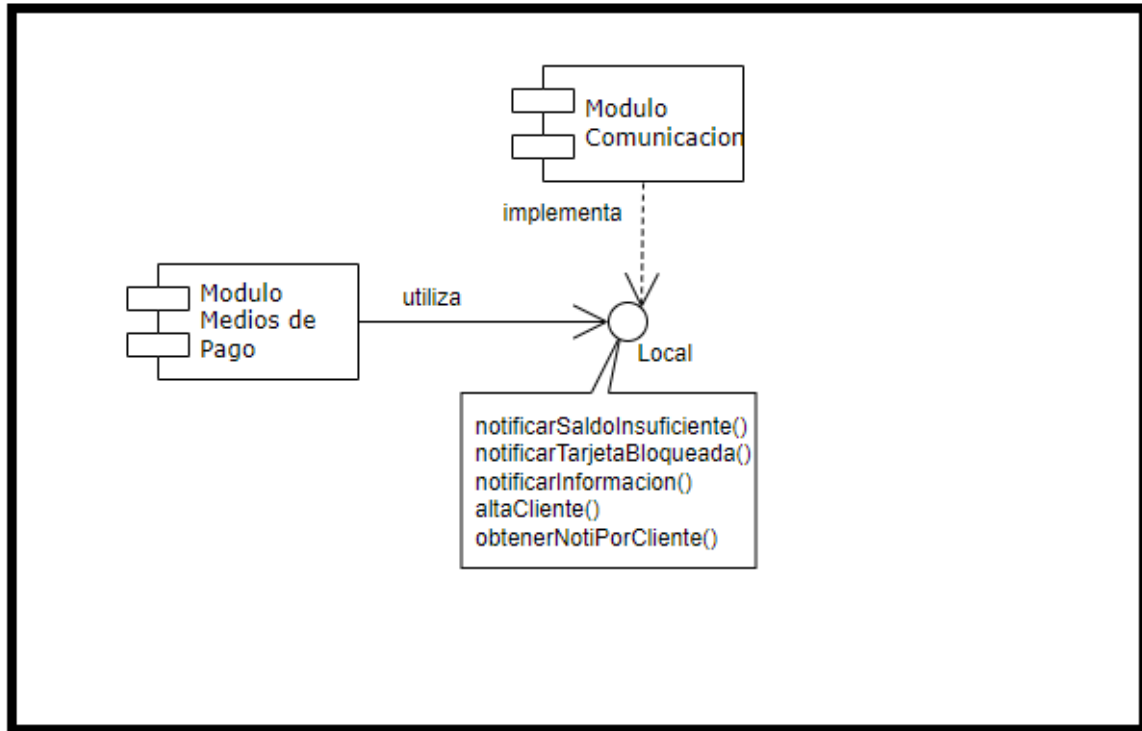 Modulo
Comunicacion
implementa
Modulo
Medios de
Pago
utiliza
Local
notificarSaldoInsuficiente()
notificarTarjetaBloqueada()
notificarInformacion()
altaCliente()
obtenerNotiPorCliente()